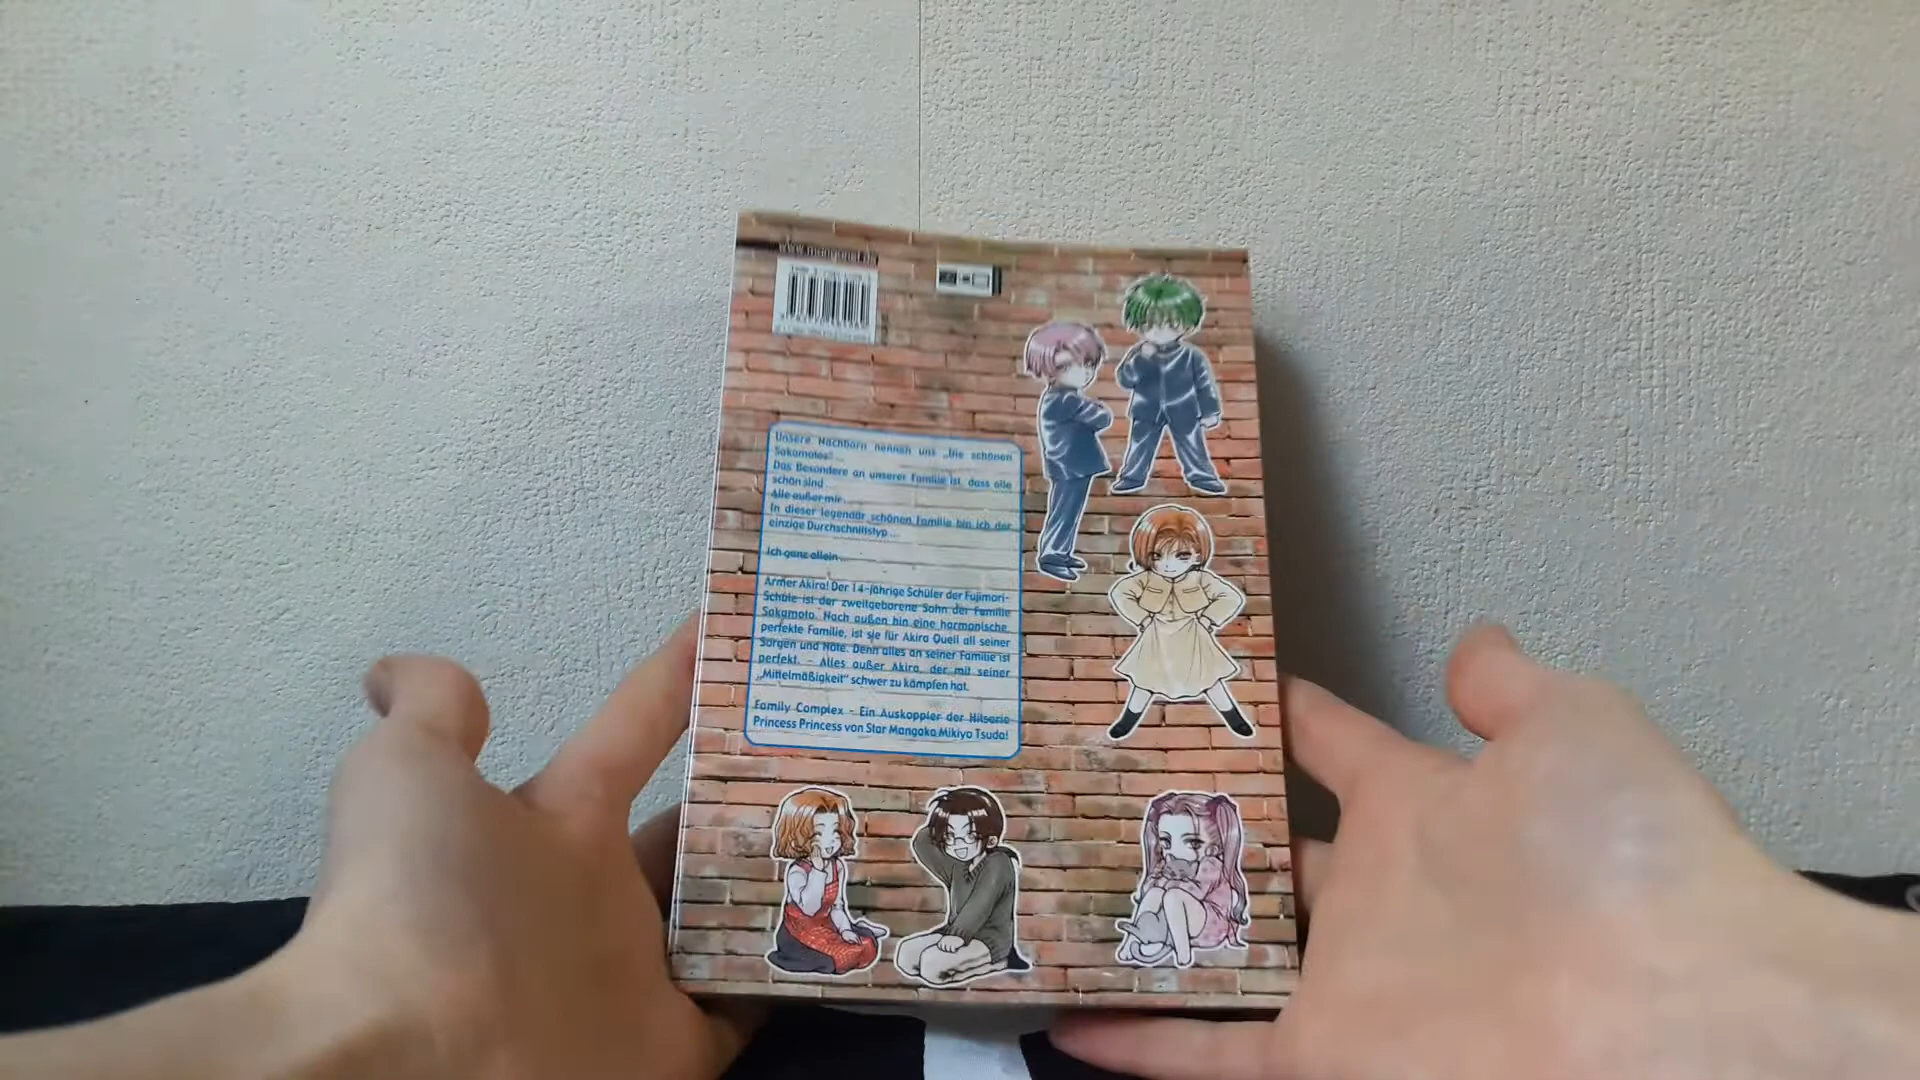 Unsere Nachbarn nennen uns „Die schönen
Sakamotos“ ...
Das Besondere an unserer Familie ist, dass alle
schön sind ...
Alle außer mir ...
In dieser legendär schönen Familie bin ich der
einzige Durchschnittstyp ...
Ich ganz allein ...
Armer Akira! Der 14-jährige Schüler der Fujimori-
Schule ist der zweitgeborene Sohn der Familie
Sakamoto. Nach außen hin eine harmonische,
perfekte Familie, ist sie für Akira Quell all seiner
Sorgen und Nöte. Denn alles an seiner Familie ist
perfekt. – Alles außer Akira, der mit seiner
„Mittelmäßigkeit“ schwer zu kämpfen hat.
Family Complex – Ein Auskoppler der Hitserie
Princess Princess von Star Mangaka Mikiyo Tsuda!